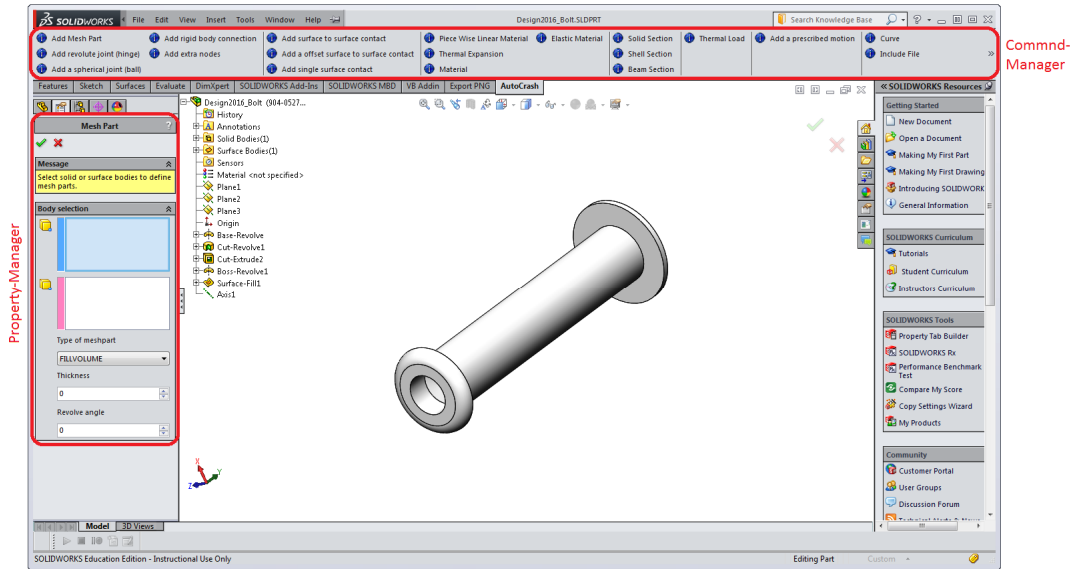 SOLIDWORKS File Edit View Insert Tools Window Help Design2016_Bolt.SLDPRT Search Knowledge Base
Add Mesh Part Add rigid body connection Add surface to surface contact Piece Wise Linear Material Elastic Material Solid Section Thermal Load Add a prescribed motion Curve
Add revolute joint (hinge) Add extra nodes Add a offset surface to surface contact Thermal Expansion Shell Section Include File
Add a spherical joint (ball) Add single surface contact Material Beam Section
Commnd-
Manager
Features Sketch Surfaces Evaluate DimXpert SOLIDWORKS Add-Ins SOLIDWORKS MBD VB Addin Export PNG AutoCrash
Property-Manager
Mesh Part ?
Message
Select solid or surface bodies to define
mesh parts.
Body selection
Type of meshpart
FILLVOLUME
Thickness
0
Revolve angle
0
Design2016_Bolt (904-0527...
History
Annotations
Solid Bodies(1)
Surface Bodies(1)
Sensors
Material <not specified>
Plane1
Plane2
Plane3
Origin
Base-Revolve
Cut-Revolve1
Cut-Extrude2
Boss-Revolve1
Surface-Fill1
Axis1
X
Y
Z
SOLIDWORKS Resources
Getting Started
New Document
Open a Document
Making My First Part
Making My First Drawing
Introducing SOLIDWORK
General Information
SOLIDWORKS Curriculum
Tutorials
Student Curriculum
Instructors Curriculum
SOLIDWORKS Tools
Property Tab Builder
SOLIDWORKS Rx
Performance Benchmark
Test
Compare My Score
Copy Settings Wizard
My Products
Community
Customer Portal
User Groups
Discussion Forum
Model 3D Views
SOLIDWORKS Education Edition - Instructional Use Only Editing Part Custom